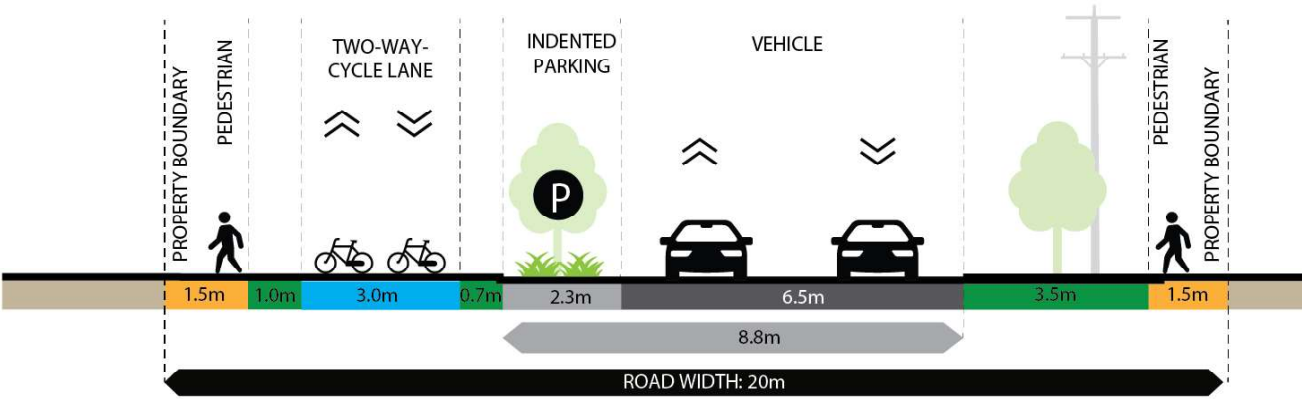 PROPERTY BOUNDARY
PEDESTRIAN
TWO-WAY-
CYCLE LANE
INDENTED
PARKING
VEHICLE
PEDESTRIAN
PROPERTY BOUNDARY
P
1.5m
1.0m
3.0m
0.7m
2.3m
6.5m
3.5m
1.5m
8.8m
ROAD WIDTH: 20m